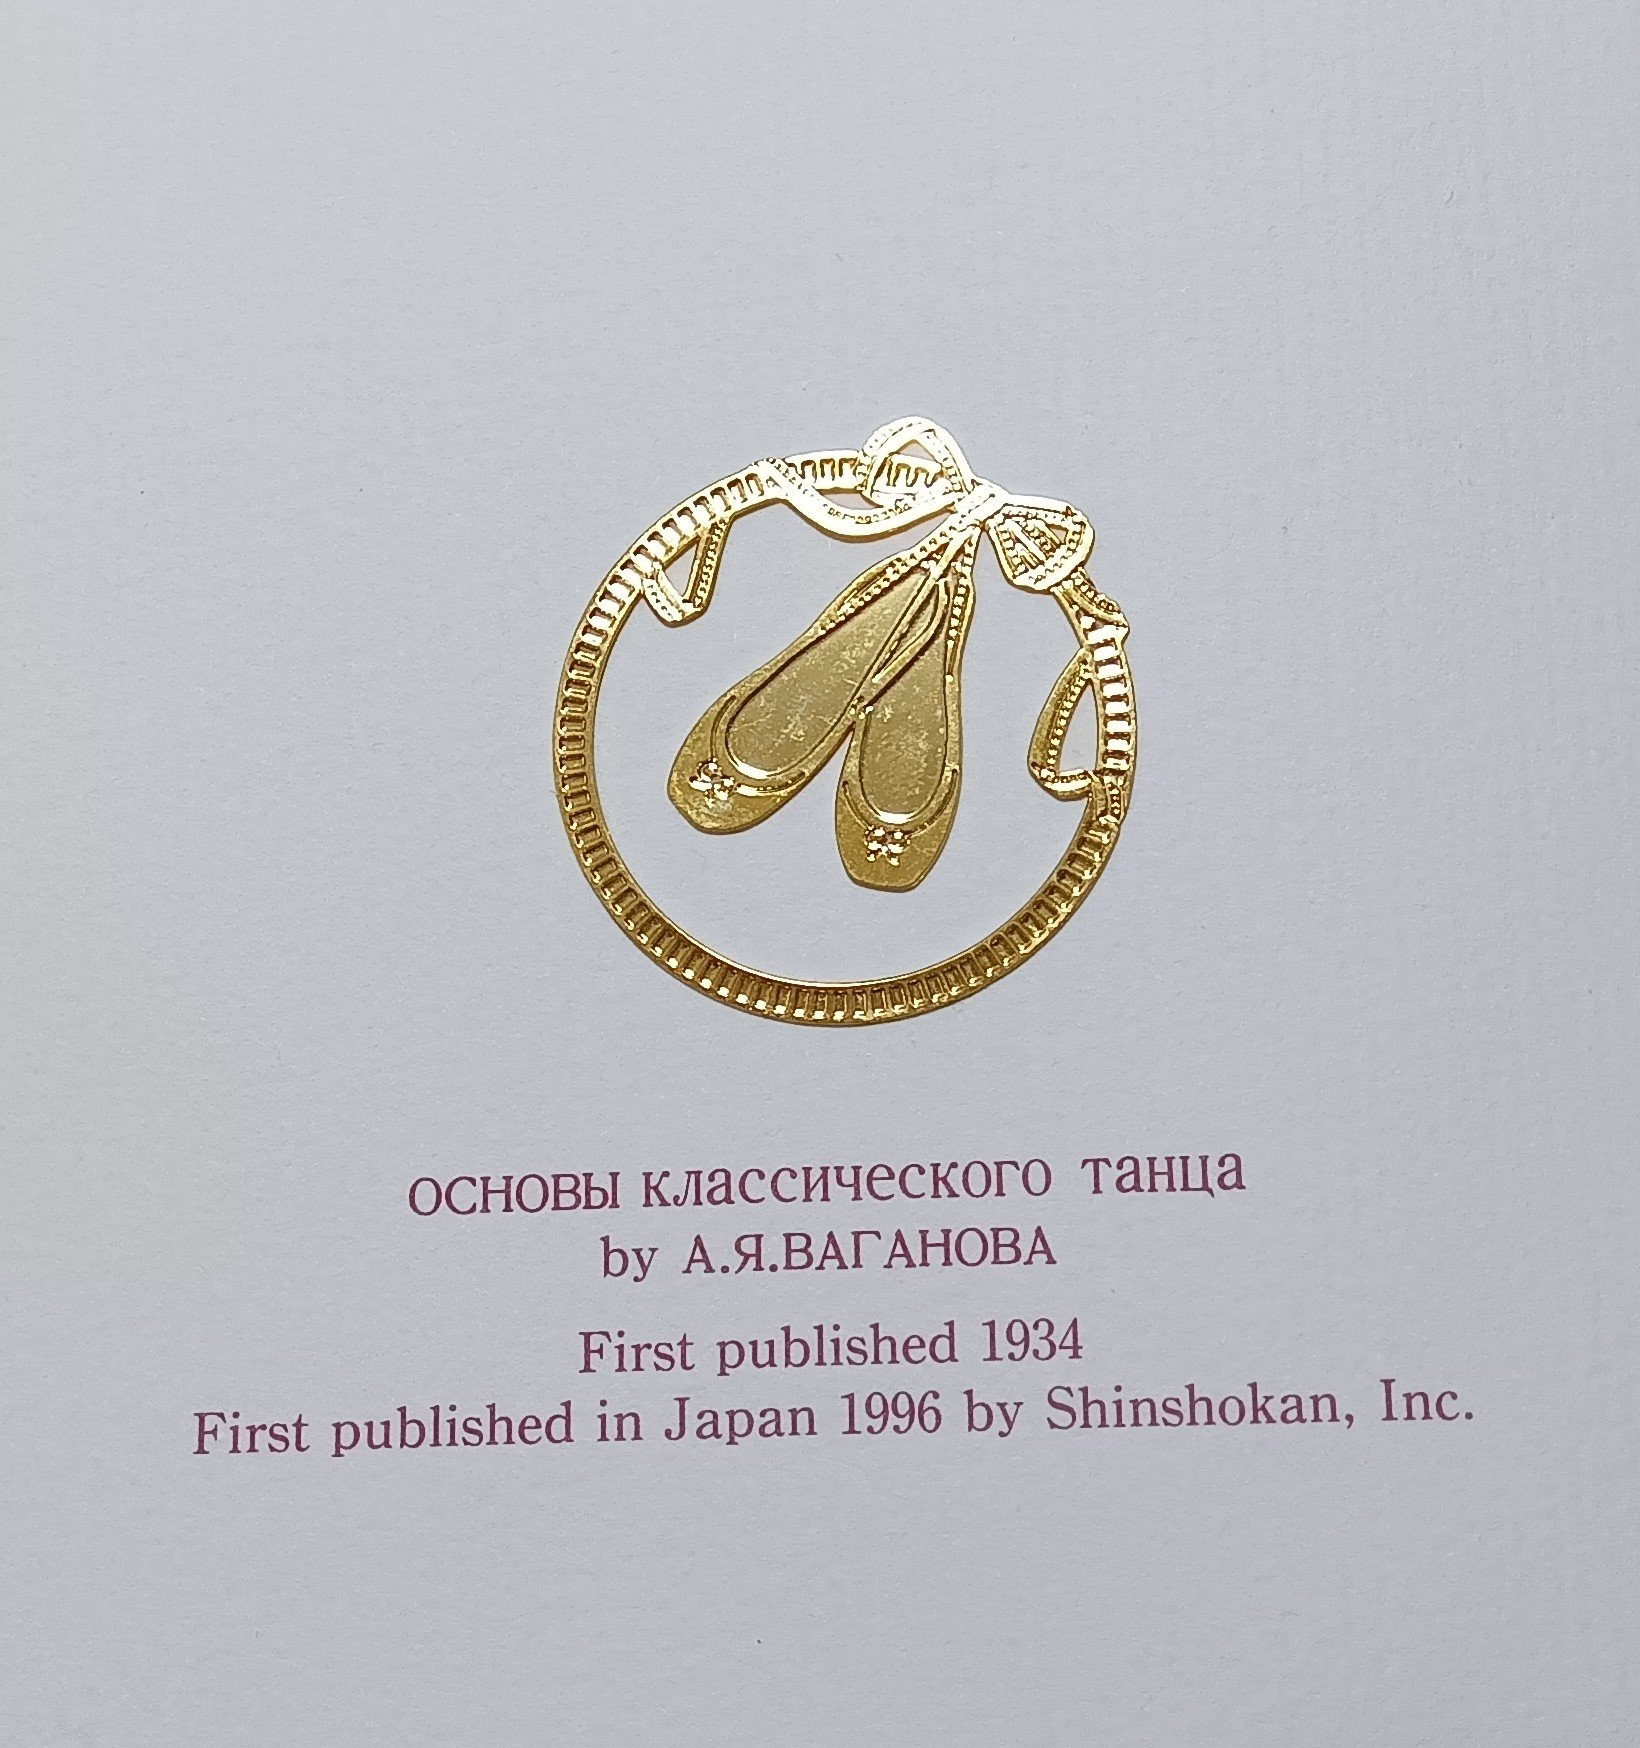 ОСНОВЫ классического танца
by А.Я.ВАГАНОВА
First published 1934
First published in Japan 1996 by Shinshokan, Inc.